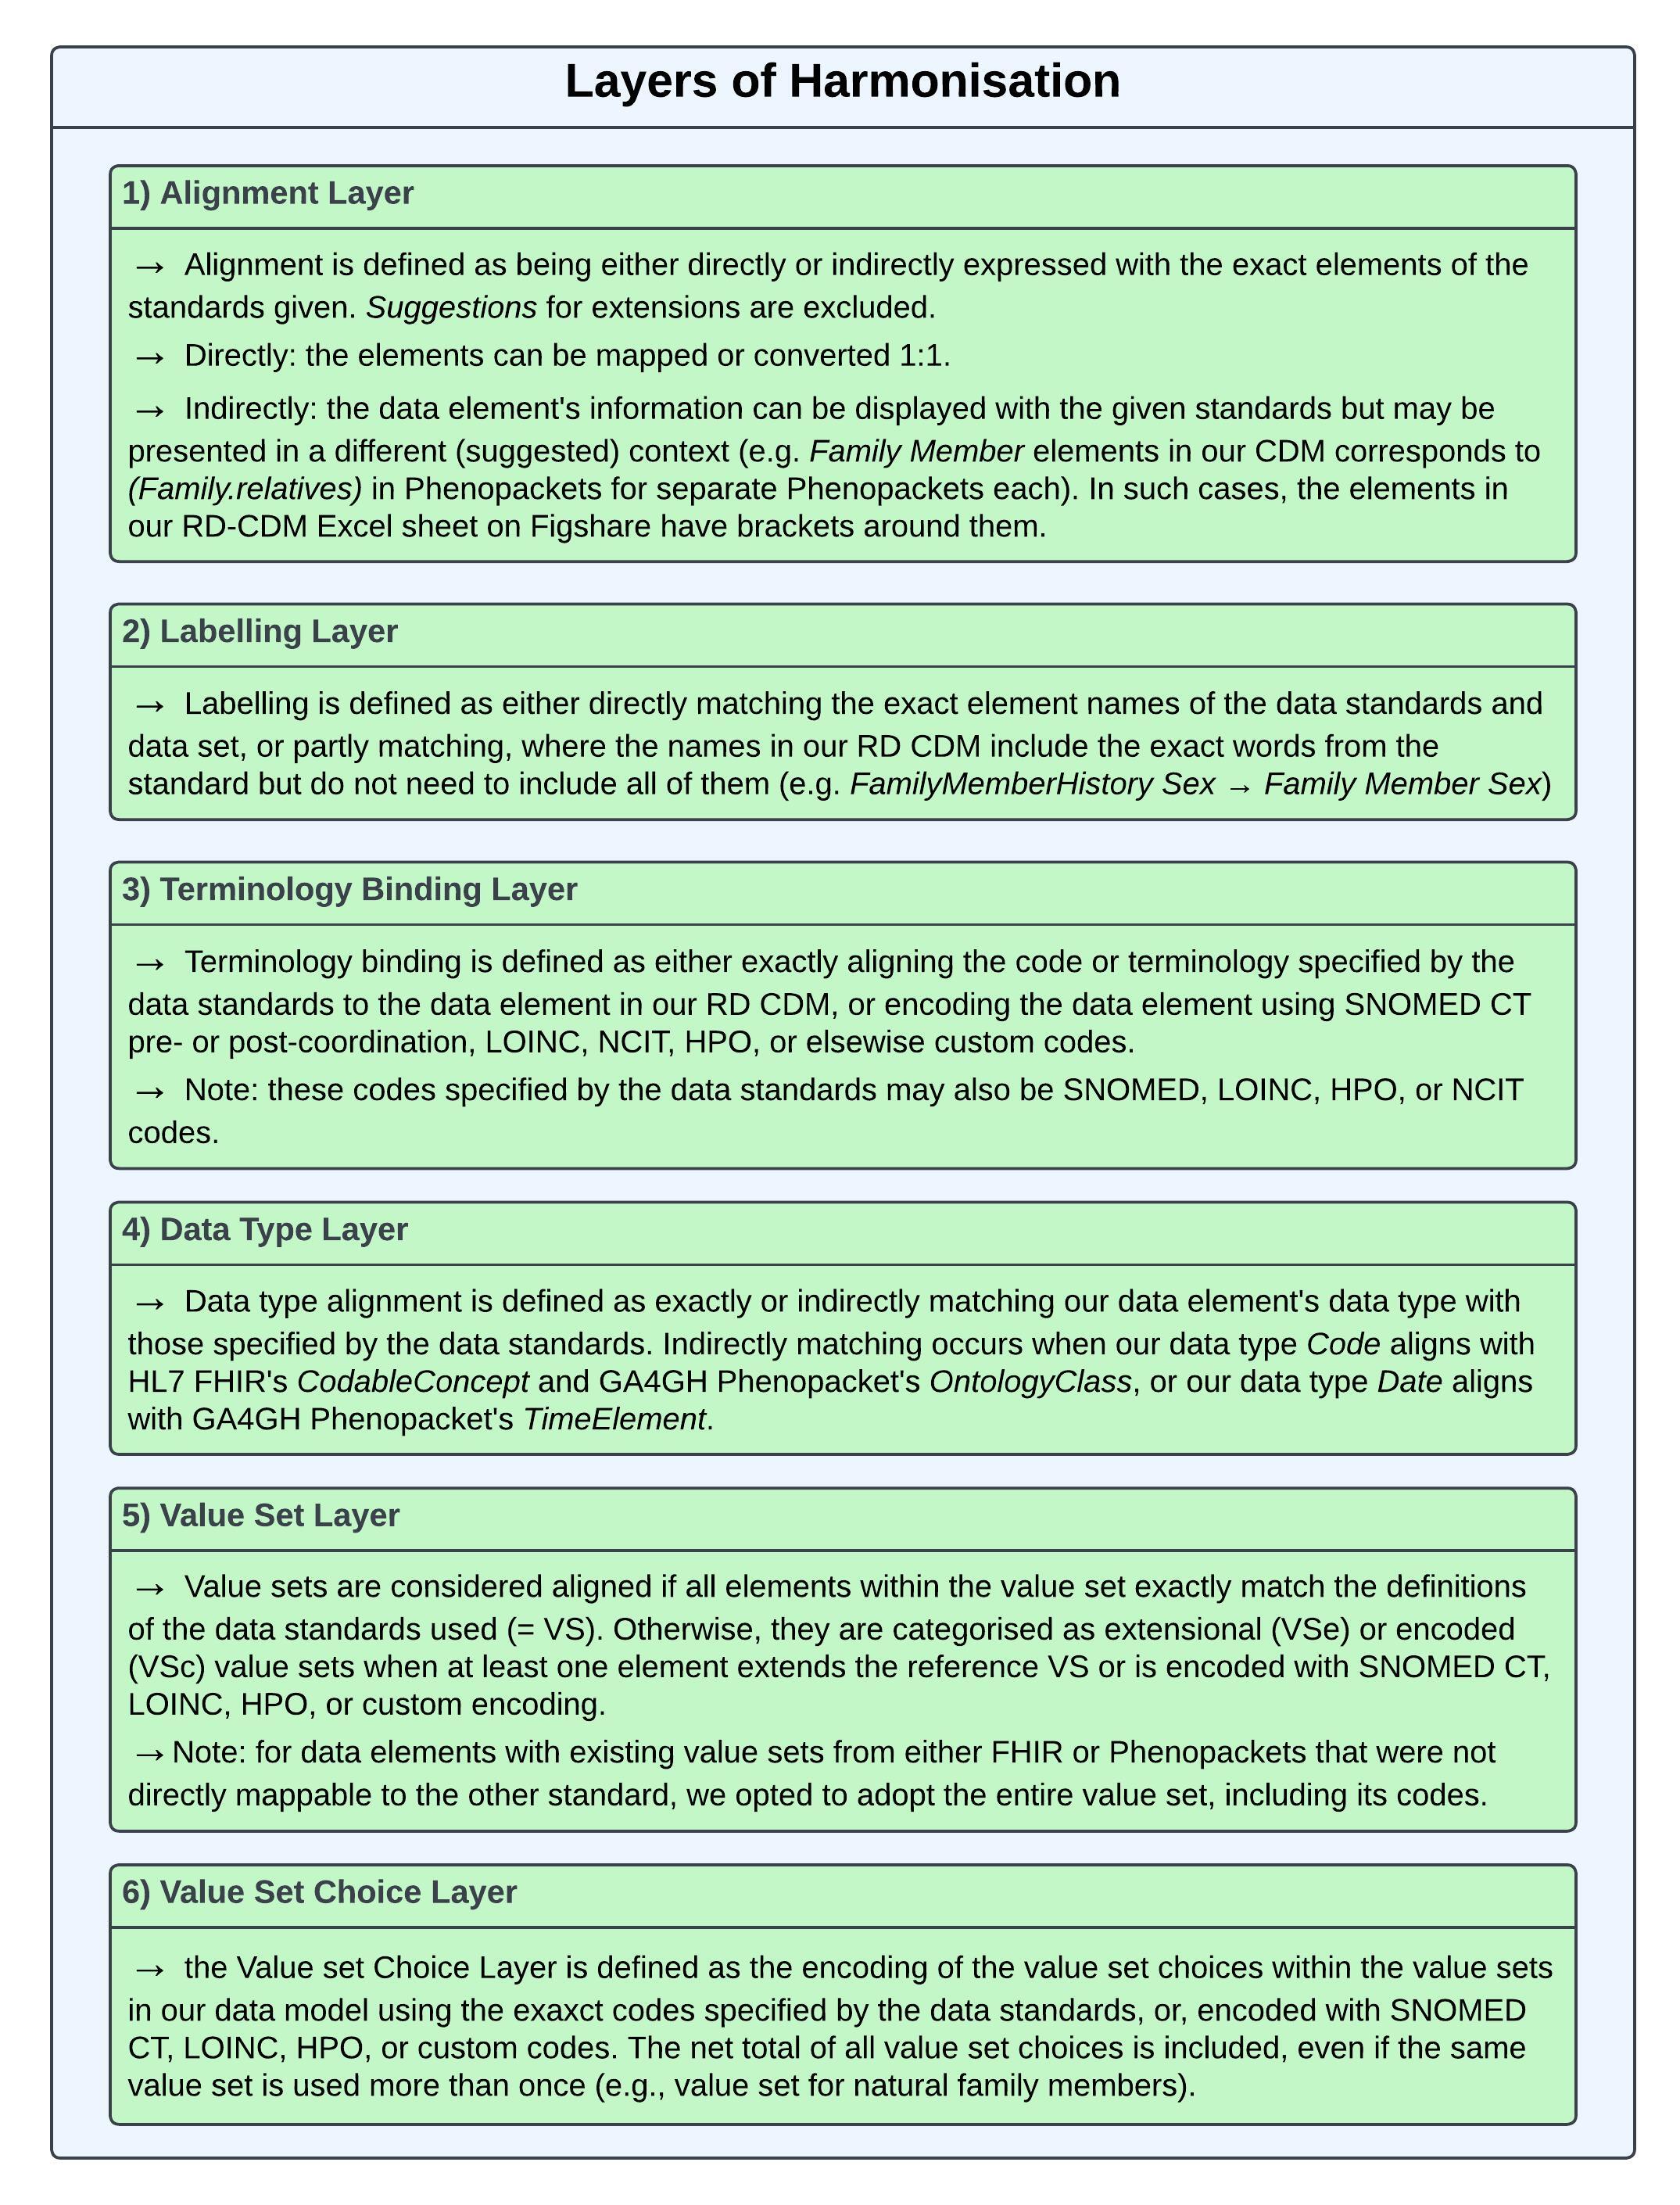 Layers of Harmonisation
1) Alignment Layer
→ Alignment is defined as being either directly or indirectly expressed with the exact elements of the
standards given. Suggestions for extensions are excluded.
→ Directly: the elements can be mapped or converted 1:1.
→ Indirectly: the data element's information can be displayed with the given standards but may be
presented in a different (suggested) context (e.g. Family Member elements in our CDM corresponds to
(Family.relatives) in Phenopackets for separate Phenopackets each). In such cases, the elements in
our RD-CDM Excel sheet on Figshare have brackets around them.
2) Labelling Layer
→ Labelling is defined as either directly matching the exact element names of the data standards and
data set, or partly matching, where the names in our RD CDM include the exact words from the
standard but do not need to include all of them (e.g. FamilyMemberHistory Sex → Family Member Sex)
3) Terminology Binding Layer
→ Terminology binding is defined as either exactly aligning the code or terminology specified by the
data standards to the data element in our RD CDM, or encoding the data element using SNOMED CT
pre- or post-coordination, LOINC, NCIT, HPO, or elsewise custom codes.
→ Note: these codes specified by the data standards may also be SNOMED, LOINC, HPO, or NCIT
codes.
4) Data Type Layer
→ Data type alignment is defined as exactly or indirectly matching our data element's data type with
those specified by the data standards. Indirectly matching occurs when our data type Code aligns with
HL7 FHIR's CodableConcept and GA4GH Phenopacket's OntologyClass, or our data type Date aligns
with GA4GH Phenopacket's TimeElement.
5) Value Set Layer
→ Value sets are considered aligned if all elements within the value set exactly match the definitions
of the data standards used (= VS). Otherwise, they are categorised as extensional (VSe) or encoded
(VSc) value sets when at least one element extends the reference VS or is encoded with SNOMED CT,
LOINC, HPO, or custom encoding.
→Note: for data elements with existing value sets from either FHIR or Phenopackets that were not
directly mappable to the other standard, we opted to adopt the entire value set, including its codes.
6) Value Set Choice Layer
→ the Value set Choice Layer is defined as the encoding of the value set choices within the value sets
in our data model using the exaxct codes specified by the data standards, or, encoded with SNOMED
CT, LOINC, HPO, or custom codes. The net total of all value set choices is included, even if the same
value set is used more than once (e.g., value set for natural family members).